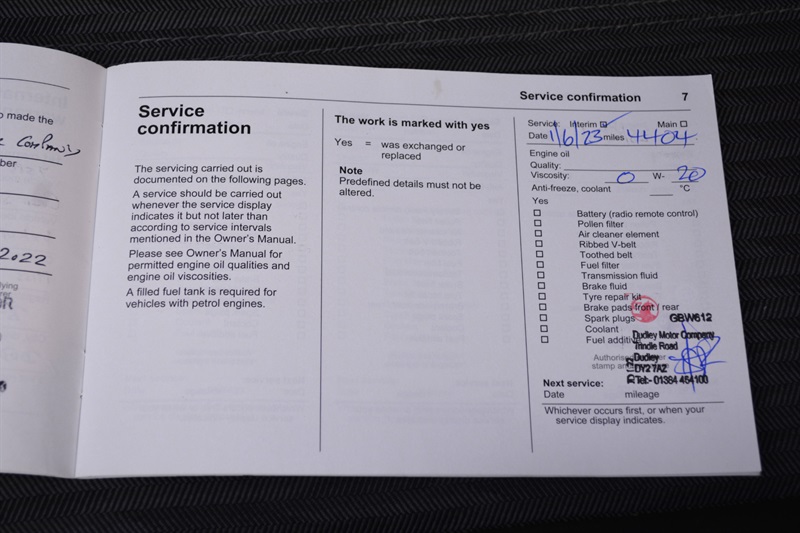 made the
ber
2022
Service confirmation 7
Service
confirmation
The servicing carried out is
documented on the following pages.
A service should be carried out
whenever the service display
indicates it but not later than
according to service intervals
mentioned in the Owner's Manual.
Please see Owner's Manual for
permitted engine oil qualities and
engine oil viscosities.
A filled fuel tank is required for
vehicles with petrol engines.
The work is marked with yes
Yes = was exchanged or
replaced
Note
Predefined details must not be
altered.
Service: Interim ☑ Main ☐
Date 1/6/23 miles 4404
Engine oil
Quality:
Viscosity: 0 W- 20
Anti-freeze, coolant °C
Yes
☐ Battery (radio remote control)
☐ Pollen filter
☐ Air cleaner element
☐ Ribbed V-belt
☐ Toothed belt
☐ Fuel filter
☐ Transmission fluid
☐ Brake fluid
☐ Tyre repair kit
☐ Brake pads front / rear
☐ Spark plugs
☐ Coolant
☐ Fuel additive
GBW612
Dudley Motor Company
Trindle Road
Dudley
DY2 7AZ
Tel:- 01384 454100
stamp
Next service:
Date mileage
Whichever occurs first, or when your
service display indicates.